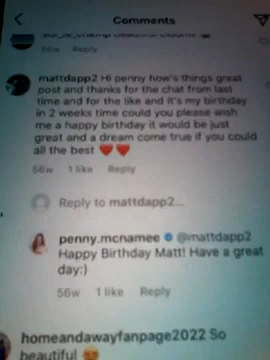 Comments
56w Reply
mattdapp2 Hi penny how's things great
post and thanks for the chat from last
time and for the like and it's my birthday
in 2 weeks time could you please wish
me a happy birthday it would be just
great and a dream come true if you could
all the best ❤️❤️
56w 1 like Reply
Reply to mattdapp2...
penny.mcnamee @mattdapp2
Happy Birthday Matt! Have a great
day:)
56w 1 like Reply
homeandawayfanpage2022 So
beautiful 😍